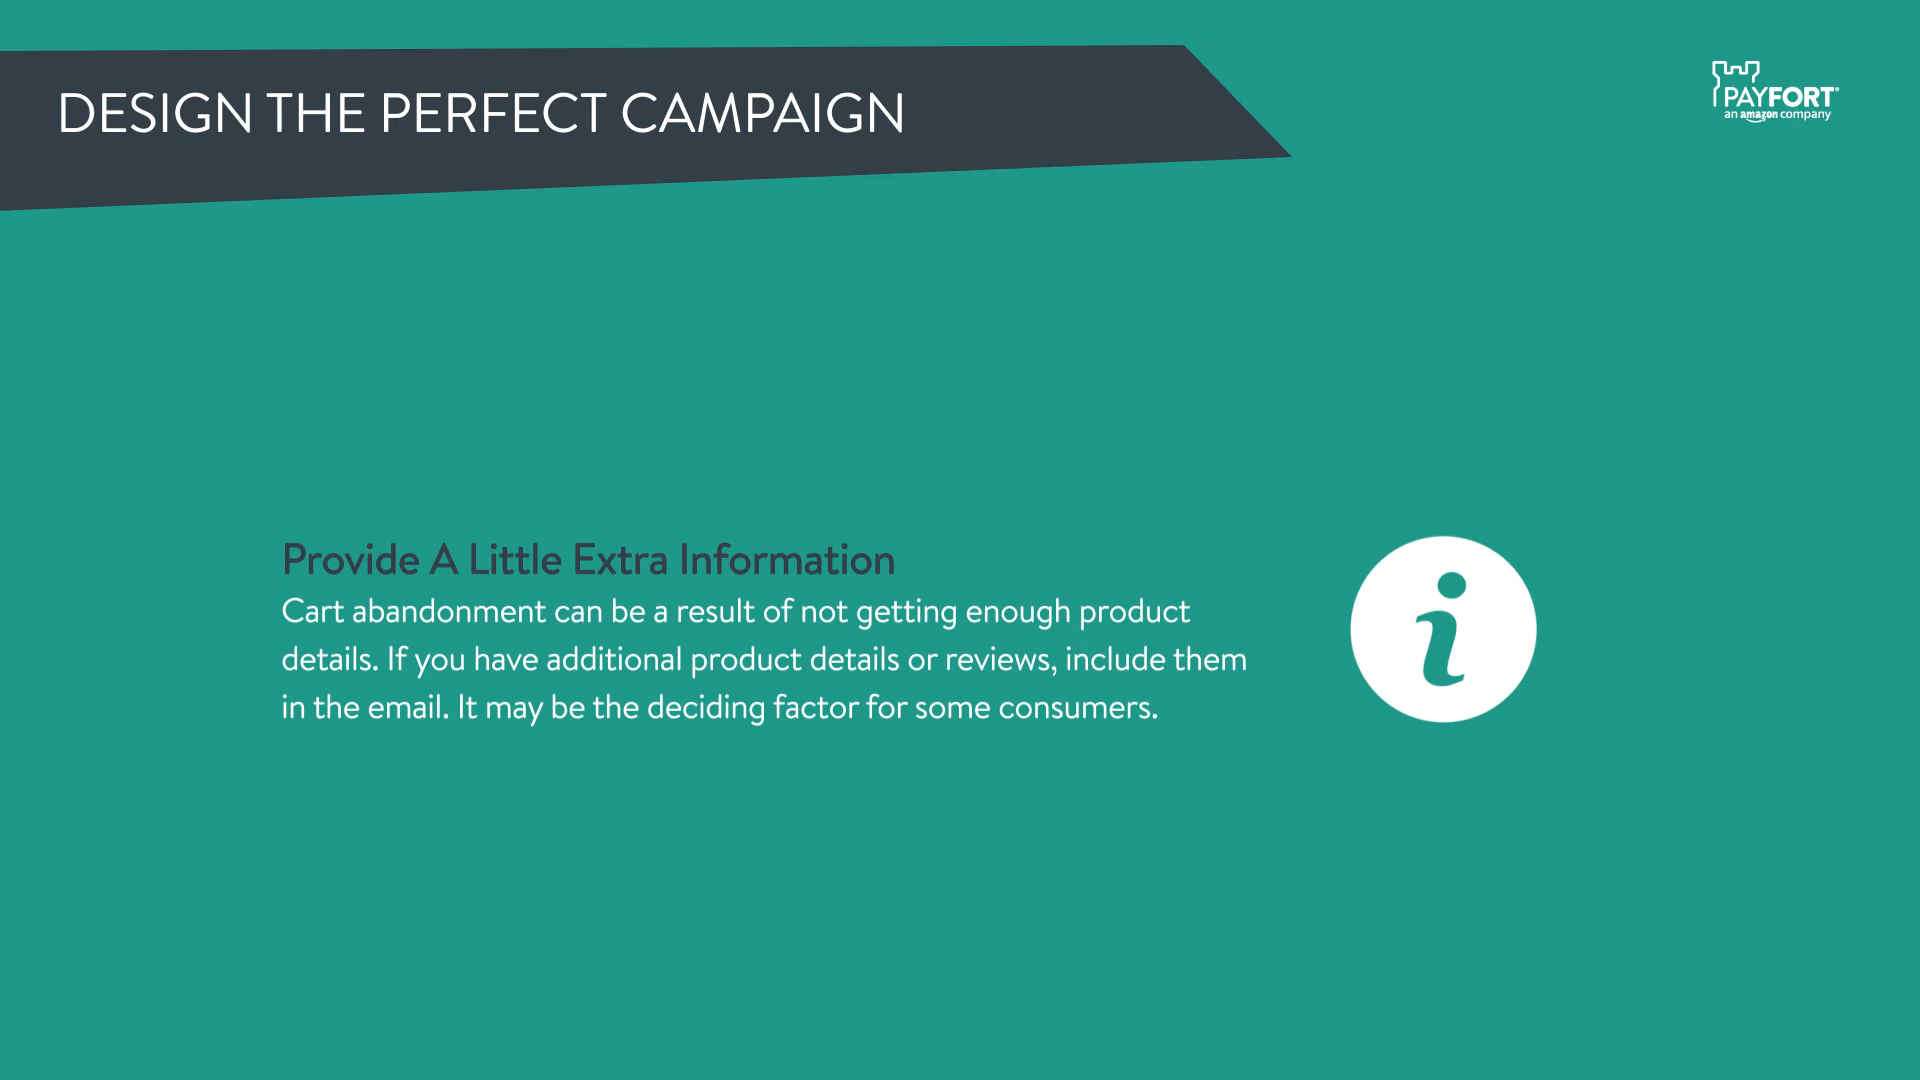 DESIGN THE PERFECT CAMPAIGN
PAYFORT®
an amazon company
Provide A Little Extra Information
Cart abandonment can be a result of not getting enough product
details. If you have additional product details or reviews, include them
in the email. It may be the deciding factor for some consumers.
i